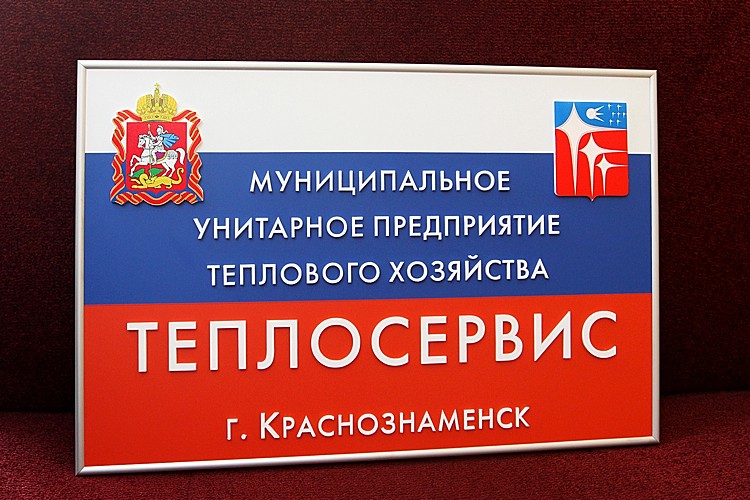 МУНИЦИПАЛЬНОЕ
УНИТАРНОЕ ПРЕДПРИЯТИЕ
ТЕПЛОВОГО ХОЗЯЙСТВА
ТЕПЛОСЕРВИС
г. КРАСНОЗНАМЕНСК